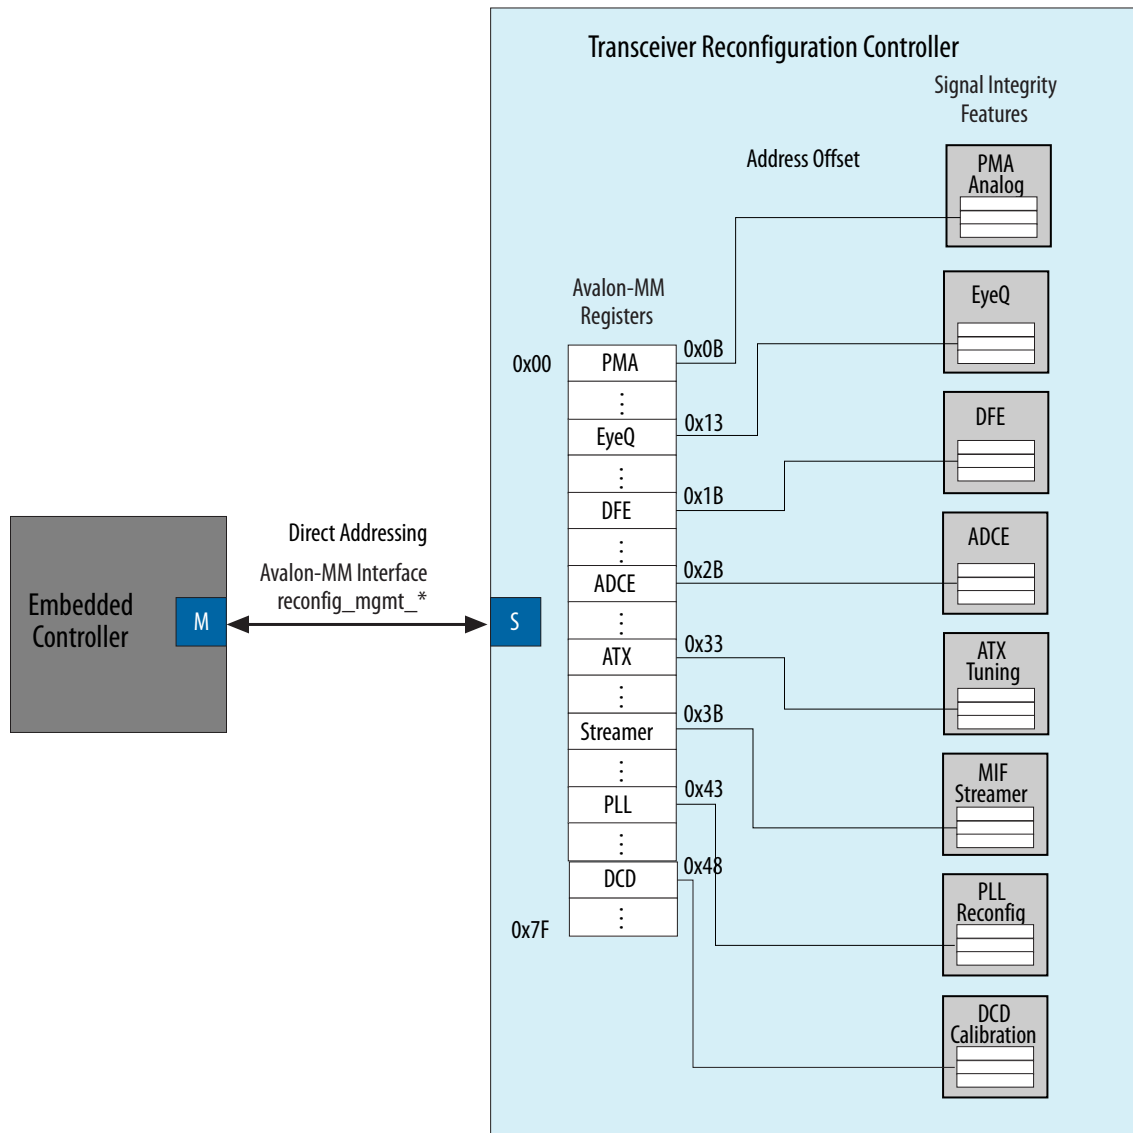 Transceiver Reconfiguration Controller
Signal Integrity
Features
Address Offset
PMA
Analog
EyeQ
DFE
ADCE
ATX
Tuning
MIF
Streamer
PLL
Reconfig
DCD
Calibration
Avalon-MM
Registers
0x00
PMA
0x0B
⋮
EyeQ
0x13
⋮
DFE
0x1B
⋮
ADCE
0x2B
⋮
ATX
0x33
⋮
Streamer
0x3B
⋮
PLL
0x43
⋮
DCD
0x48
⋮
0x7F
Direct Addressing
Avalon-MM Interface
reconfig_mgmt_*
Embedded
Controller
M
S